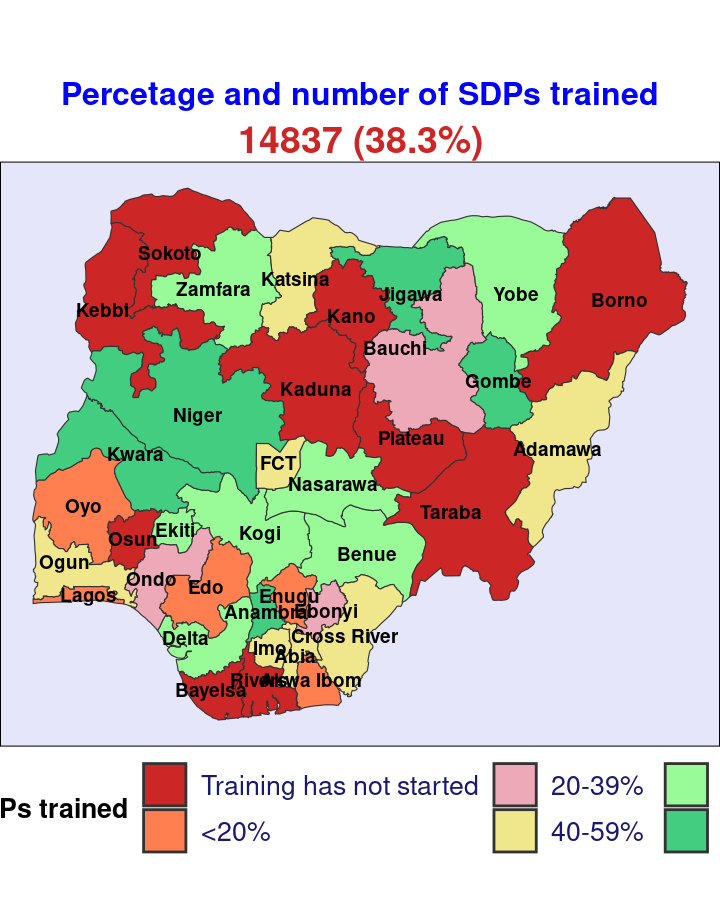 Percetage and number of SDPs trained
14837 (38.3%)
Sokoto
Katsina
Zamfara
Jigawa
Yobe
Borno
Kebbi
Kano
Bauchi
Gombe
Kaduna
Niger
Plateau
Adamawa
Kwara
FCT
Nasarawa
Oyo
Taraba
Osun
Ekiti
Kogi
Benue
Ogun
Ondo
Edo
Lagos
Enugu
Anambra
Ebonyi
Delta
Cross River
Imo
Abia
Rivers
Akwa Ibom
Bayelsa
Ps trained
Training has not started
20-39%
<20%
40-59%